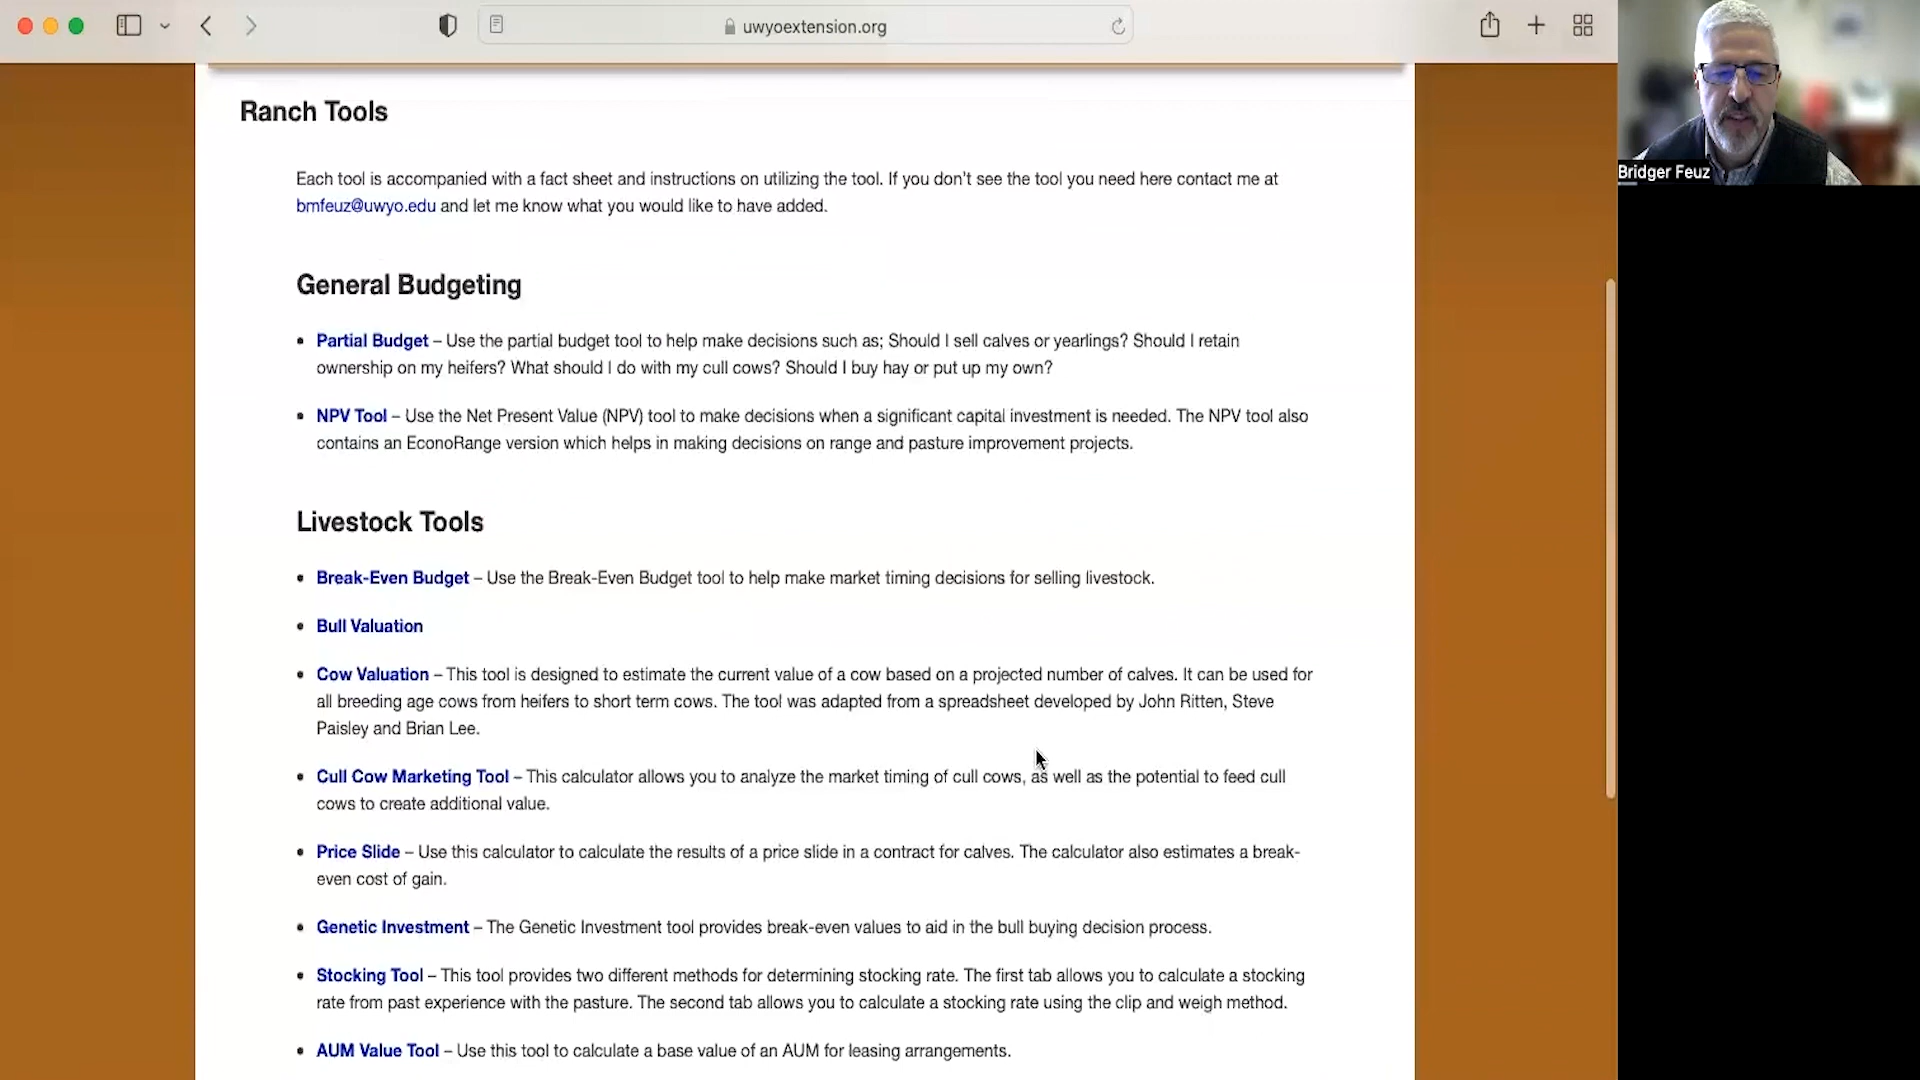 uwyoextension.org
Bridger Feuz
Ranch Tools
Each tool is accompanied with a fact sheet and instructions on utilizing the tool. If you don't see the tool you need here contact me at
bmfeuz@uwyo.edu and let me know what you would like to have added.
General Budgeting
• Partial Budget – Use the partial budget tool to help make decisions such as; Should I sell calves or yearlings? Should I retain
ownership on my heifers? What should I do with my cull cows? Should I buy hay or put up my own?
• NPV Tool – Use the Net Present Value (NPV) tool to make decisions when a significant capital investment is needed. The NPV tool also
contains an EconoRange version which helps in making decisions on range and pasture improvement projects.
Livestock Tools
• Break-Even Budget – Use the Break-Even Budget tool to help make market timing decisions for selling livestock.
• Bull Valuation
• Cow Valuation – This tool is designed to estimate the current value of a cow based on a projected number of calves. It can be used for
all breeding age cows from heifers to short term cows. The tool was adapted from a spreadsheet developed by John Ritten, Steve
Paisley and Brian Lee.
• Cull Cow Marketing Tool – This calculator allows you to analyze the market timing of cull cows, as well as the potential to feed cull
cows to create additional value.
• Price Slide – Use this calculator to calculate the results of a price slide in a contract for calves. The calculator also estimates a break-
even cost of gain.
• Genetic Investment – The Genetic Investment tool provides break-even values to aid in the bull buying decision process.
• Stocking Tool – This tool provides two different methods for determining stocking rate. The first tab allows you to calculate a stocking
rate from past experience with the pasture. The second tab allows you to calculate a stocking rate using the clip and weigh method.
• AUM Value Tool – Use this tool to calculate a base value of an AUM for leasing arrangements.